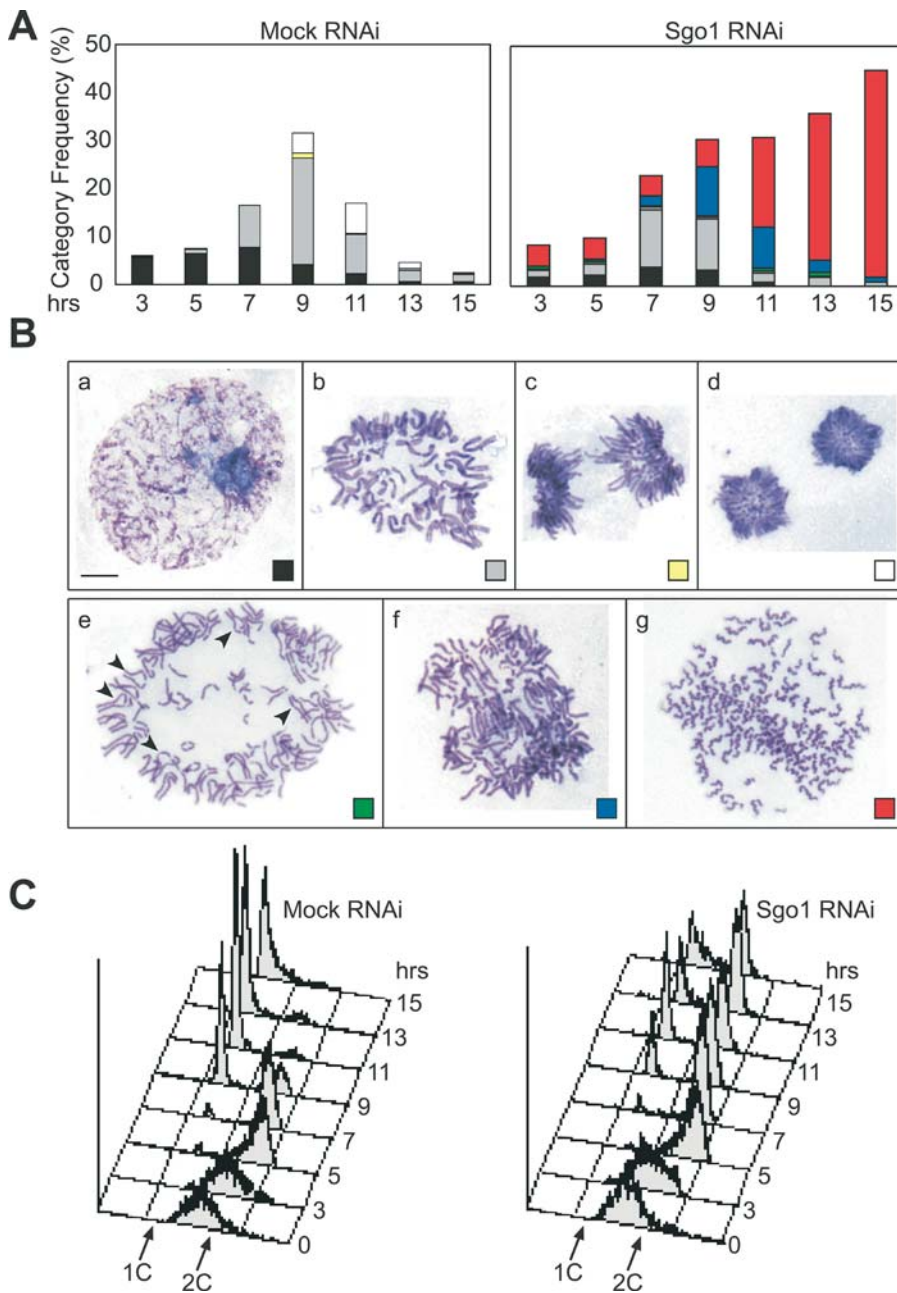 A
Mock RNAi
Sgo1 RNAi
Category Frequency (%)
50
40
30
20
10
0
hrs 3 5 7 9 11 13 15
3 5 7 9 11 13 15
B
a b c d
e f g
C
Mock RNAi
Sgo1 RNAi
hrs
15
13
11
9
7
5
3
0
1C
2C
hrs
15
13
11
9
7
5
3
0
1C
2C